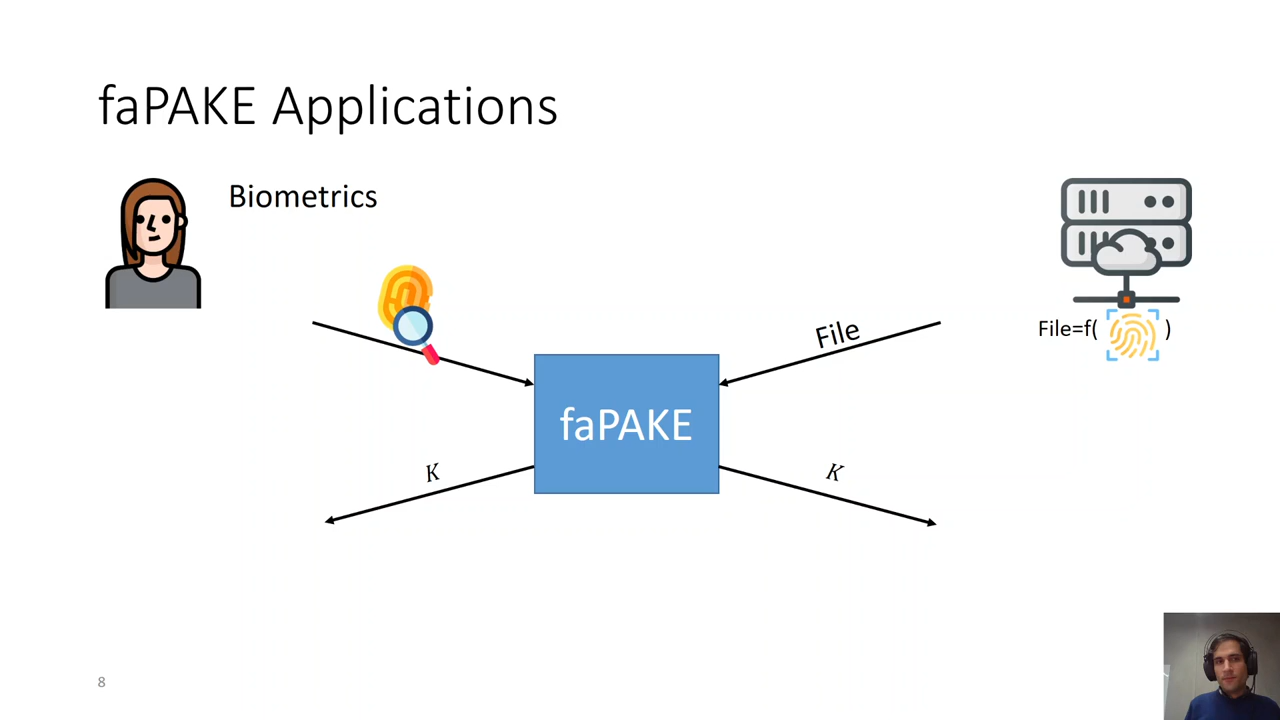 faPAKE Applications
Biometrics
File
File=f( )
faPAKE
K
K
8